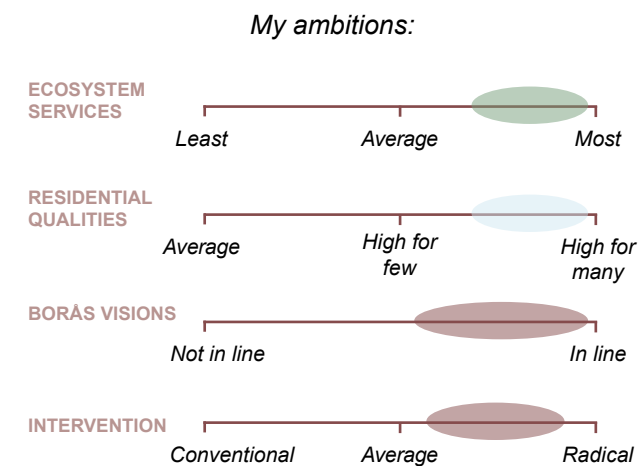 My ambitions:
ECOSYSTEM
SERVICES
Least Average Most
RESIDENTIAL
QUALITIES
Average High for few High for many
BORÅS VISIONS
Not in line In line
INTERVENTION
Conventional Average Radical